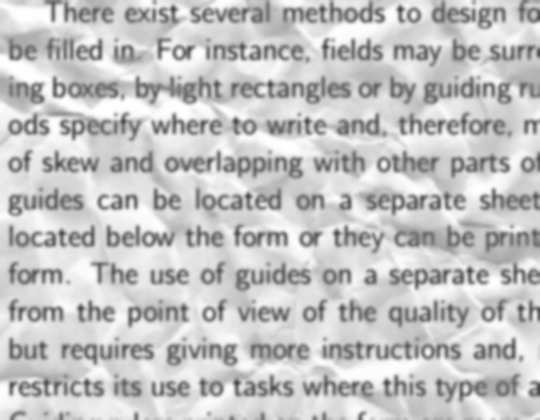 There exist several methods to design fo
be filled in. For instance, fields may be surr
ing boxes, by light rectangles or by guiding ru
ods specify where to write and, therefore, m
of skew and overlapping with other parts of
guides can be located on a separate sheet
located below the form or they can be print
form. The use of guides on a separate she
from the point of view of the quality of th
but requires giving more instructions and,
restricts its use to tasks where this type of a